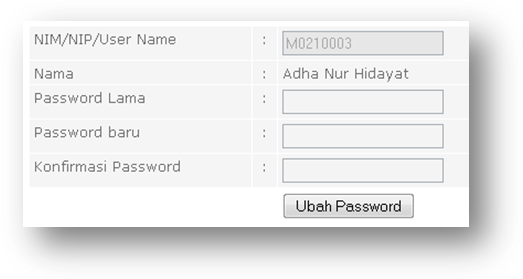 NIM/NIP/User Name : M0210003
Nama : Adha Nur Hidayat
Password Lama :
Password baru :
Konfirmasi Password :
Ubah Password